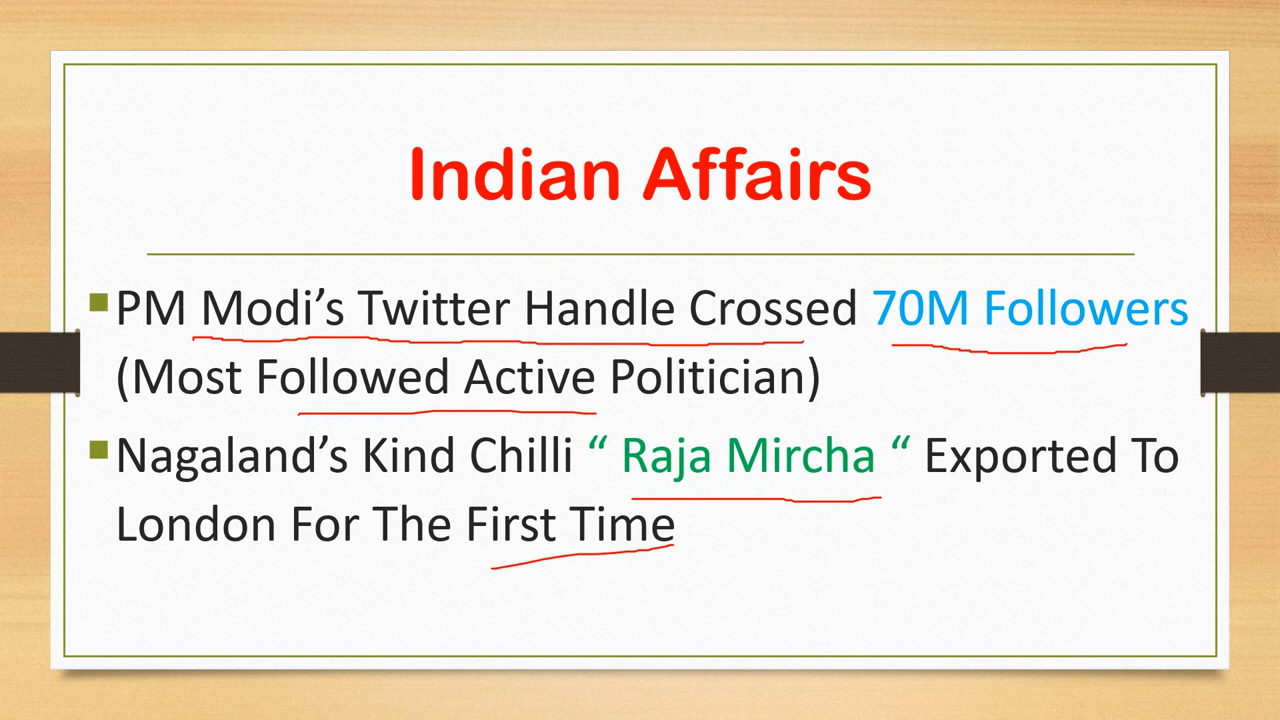 Indian Affairs
PM Modi’s Twitter Handle Crossed 70M Followers
(Most Followed Active Politician)
Nagaland’s Kind Chilli “ Raja Mircha “ Exported To
London For The First Time